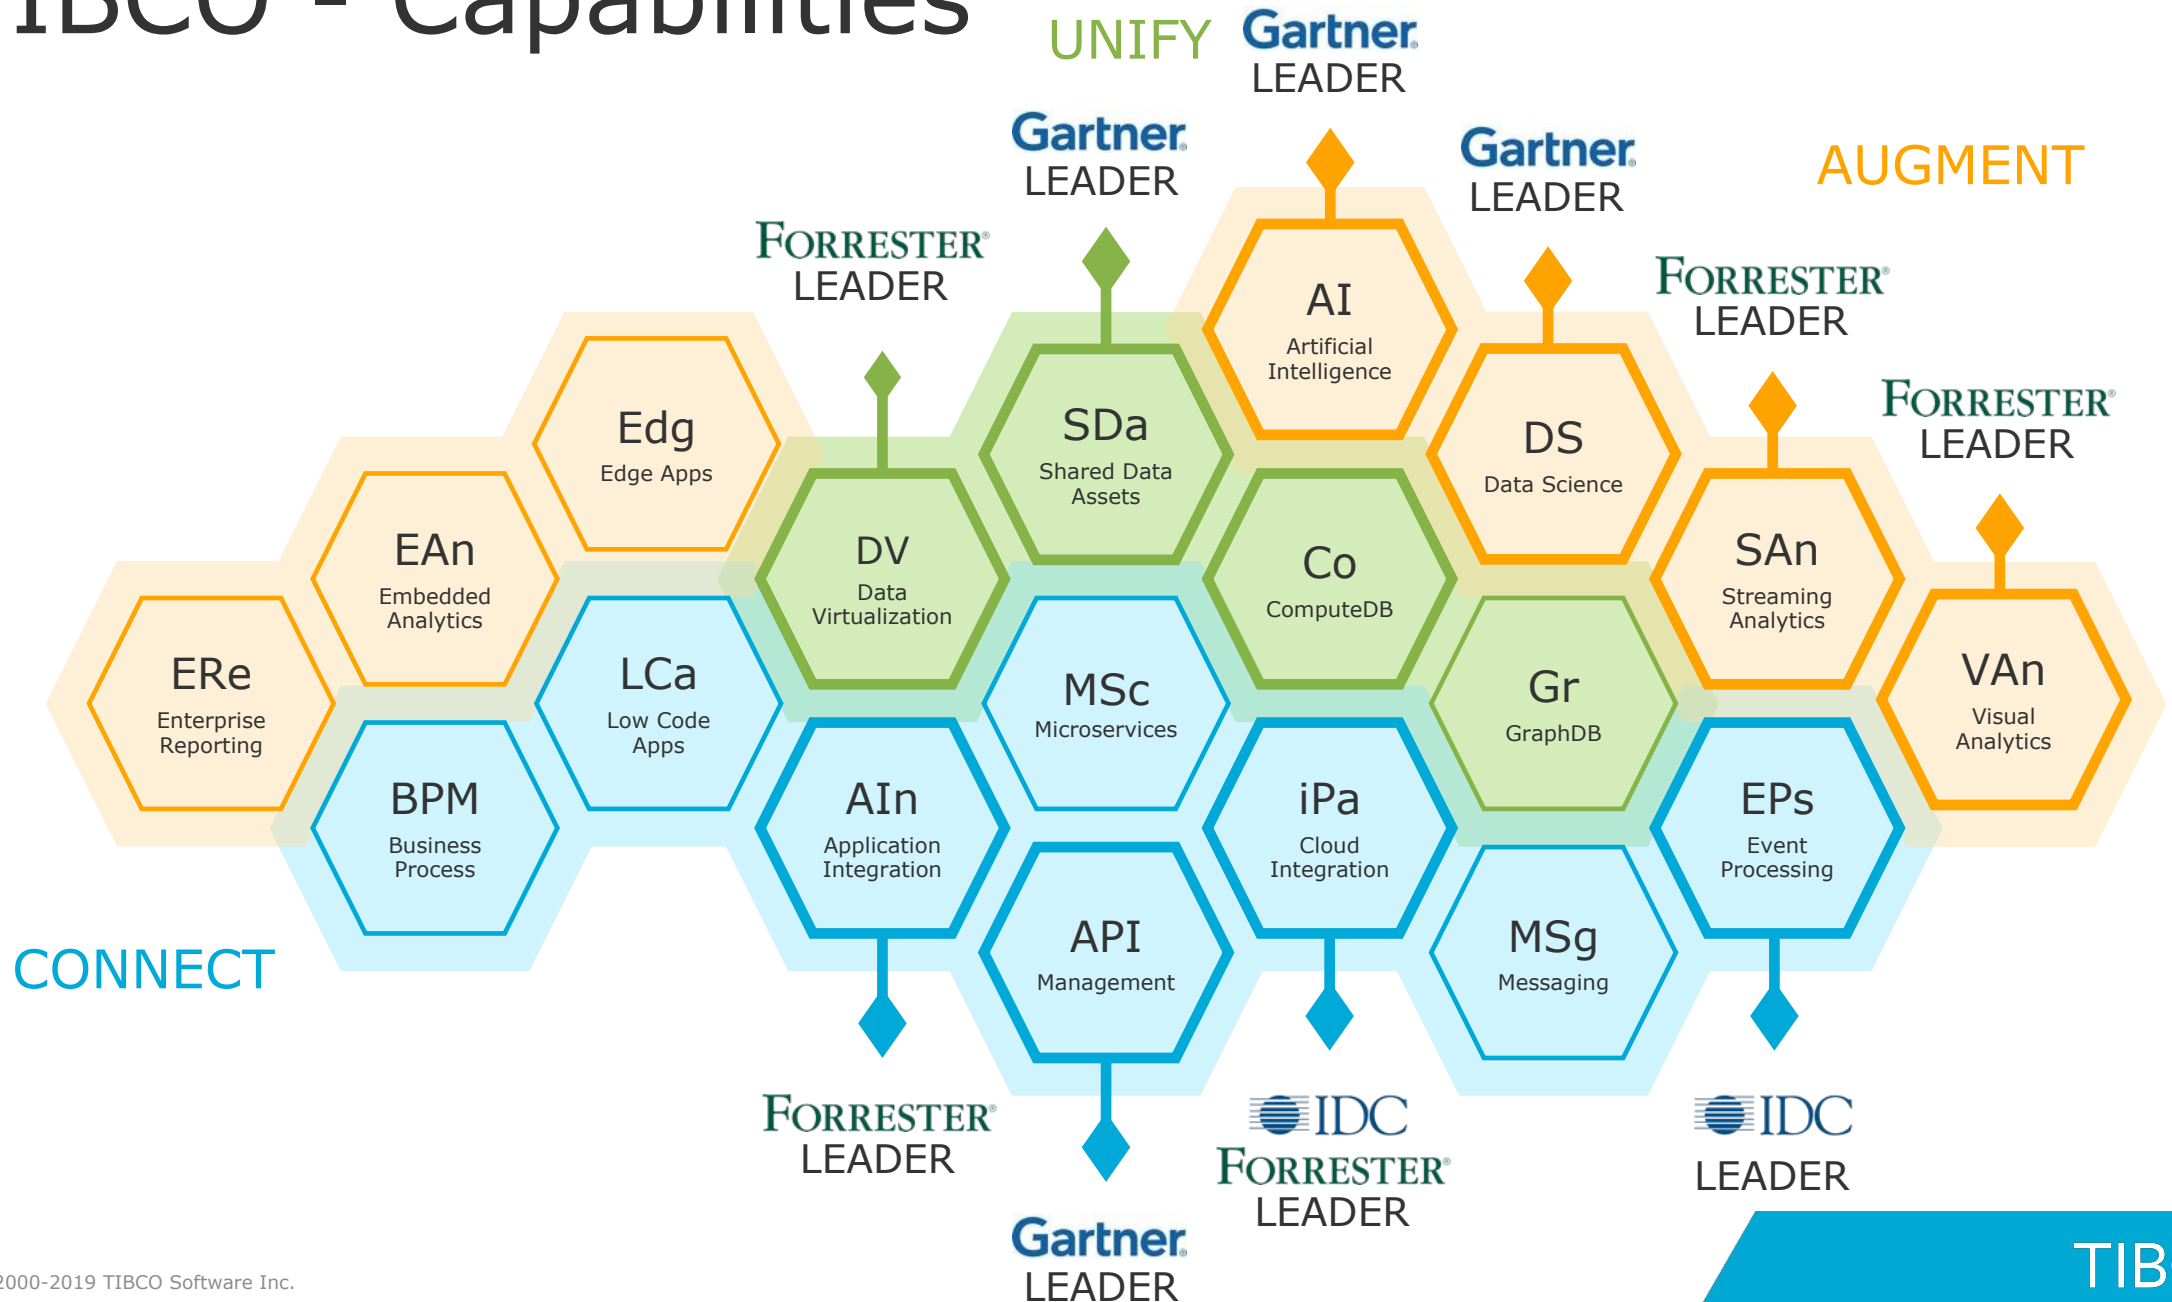 IBCO - Capabilities
UNIFY
Gartner®
LEADER
Gartner®
LEADER
Gartner®
LEADER
AUGMENT
FORRESTER®
LEADER
FORRESTER®
LEADER
FORRESTER®
LEADER
AI
Artificial
Intelligence
Edg
Edge Apps
SDa
Shared Data
Assets
DS
Data Science
EAn
Embedded
Analytics
DV
Data
Virtualization
Co
ComputeDB
SAn
Streaming
Analytics
ERe
Enterprise
Reporting
LCa
Low Code
Apps
MSc
Microservices
Gr
GraphDB
VAn
Visual
Analytics
BPM
Business
Process
AIn
Application
Integration
iPa
Cloud
Integration
EPs
Event
Processing
API
Management
MSg
Messaging
CONNECT
FORRESTER®
LEADER
Gartner®
LEADER
IDC
FORRESTER®
LEADER
IDC
LEADER
2000-2019 TIBCO Software Inc.
TIB